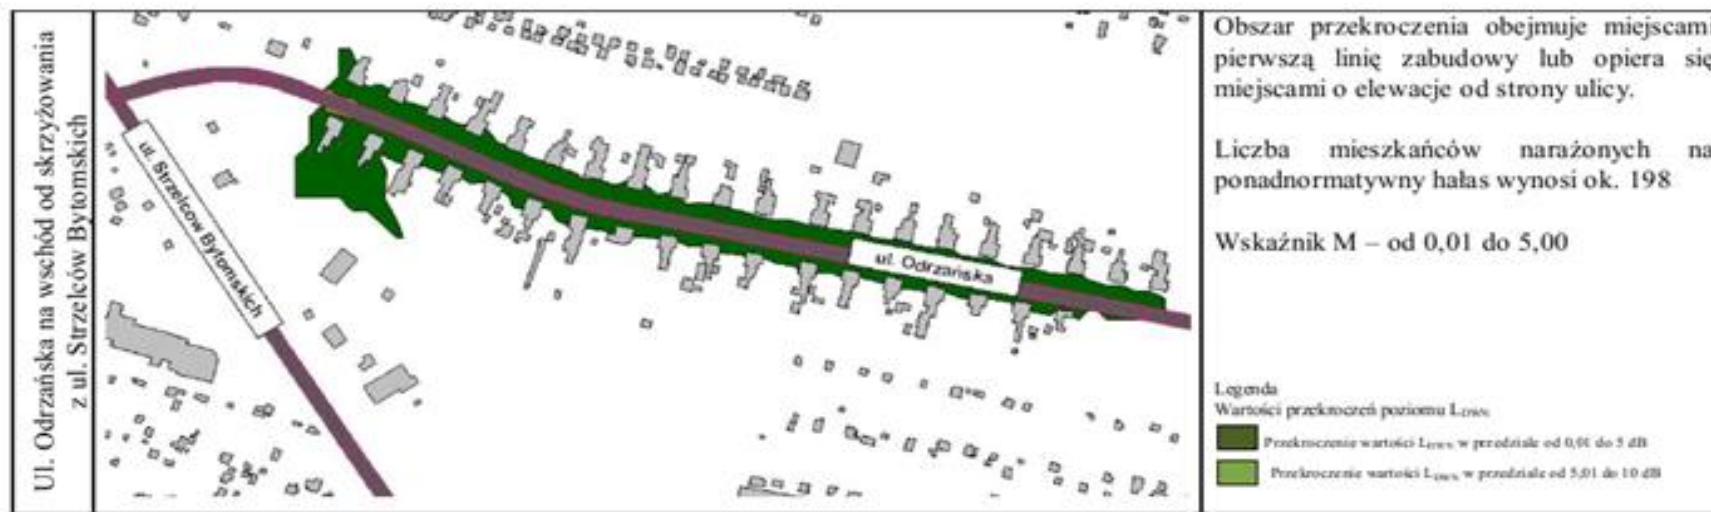 Ul. Odrzańska na wschód od skrzyżowania
z ul. Strzelców Bytomskich
ul. Strzelcow Bytomskich
ul. Odrzańska
Obszar przekroczenia obejmuje miejscami
pierwszą linię zabudowy lub opiera się
miejscami o elewacje od strony ulicy.
Liczba mieszkańców narażonych na
ponadnormatywny hałas wynosi ok. 198
Wskaźnik M – od 0,01 do 5,00
Legenda
Wartości przekroczeń poziomu LDWN
Przekroczenie wartości LDWN w przedziale od 0,01 do 5 dB
Przekroczenie wartości LDWN w przedziale od 5,01 do 10 dB